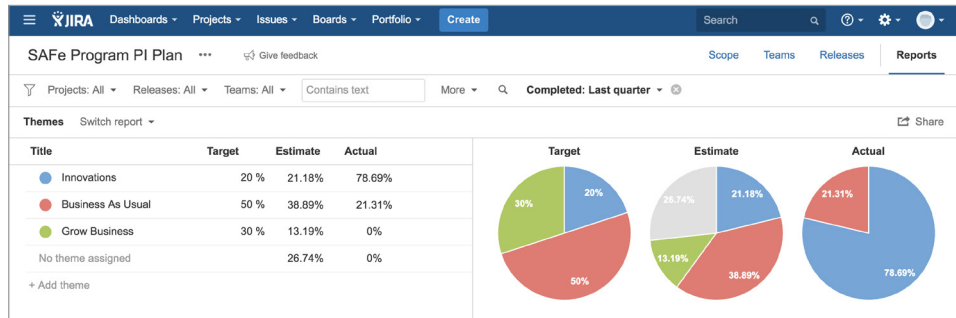 JIRA Dashboards Projects Issues Boards Portfolio Create Search
SAFe Program PI Plan ••• Give feedback Scope Teams Releases Reports
Projects: All Releases: All Teams: All Contains text More Completed: Last quarter
Themes Switch report Share
Title Target Estimate Actual
Innovations 20 % 21.18% 78.69%
Business As Usual 50 % 38.89% 21.31%
Grow Business 30 % 13.19% 0%
No theme assigned 26.74% 0%
+ Add theme
Target
20%
30%
50%
Estimate
26.74%
21.18%
13.19%
38.89%
Actual
21.31%
78.69%